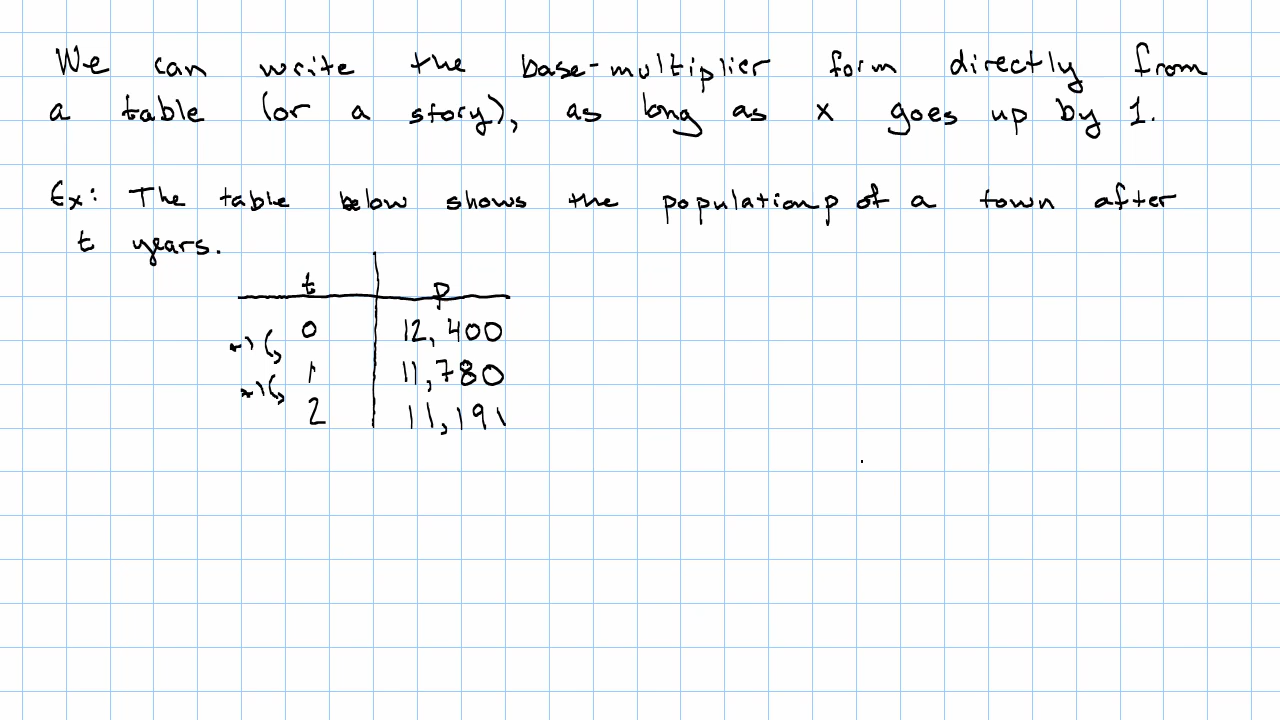 We can write the base-multiplier form directly from
a table (or a story), as long as x goes up by 1.
Ex: The table below shows the population p of a town after
t years.
t p
0 12,400
+1
1 11,780
+1
2 11,191